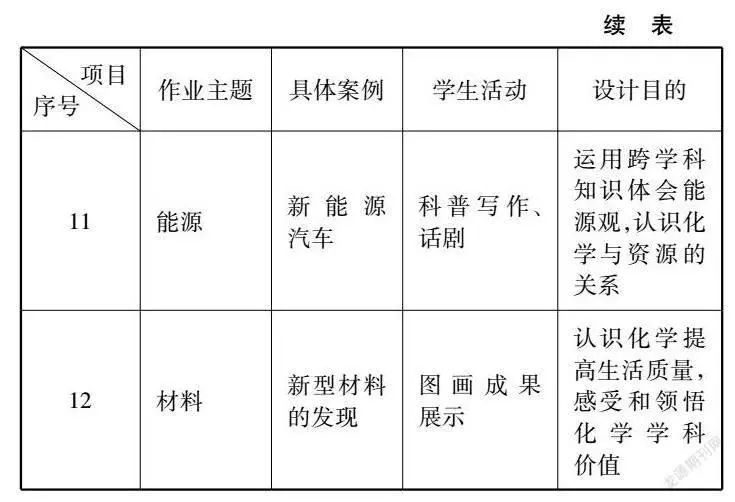 续 表
项目
序号
作业主题
具体案例
学生活动
设计目的
11
能源
新能源
汽车
科普写作、
话剧
运用跨学科
知识体会能
源观,认识化
学与资源的
关系
12
材料
新型材料
的发现
图画成果
展示
认识化学提
高生活质量,
感受和领悟
化学学科
价值
龙源期刊网